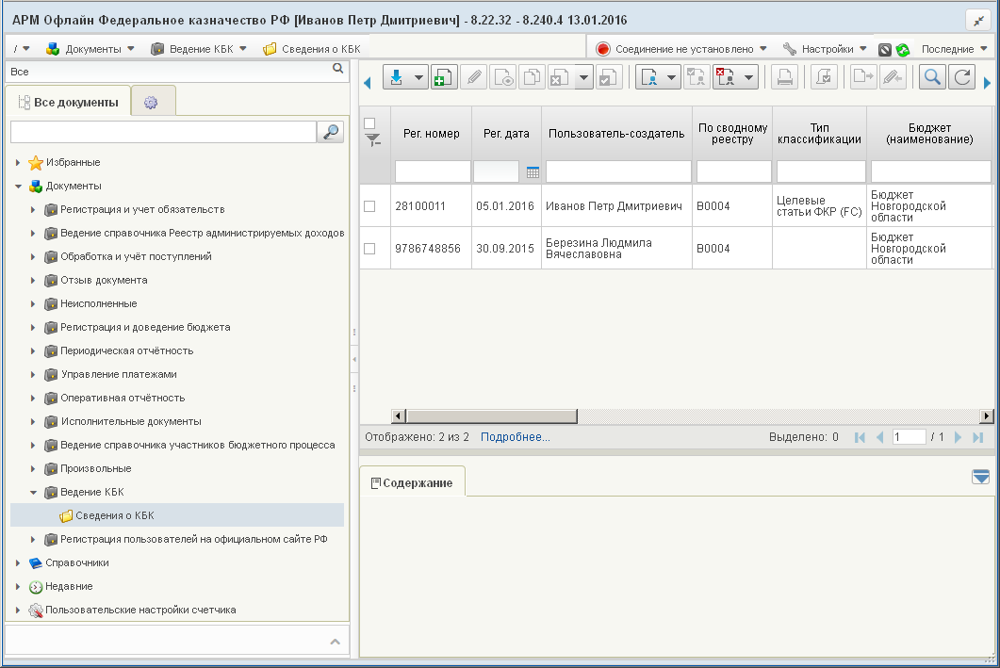 АРМ Офлайн Федеральное казначество РФ [Иванов Петр Дмитриевич] - 8.22.32 - 8.240.4 13.01.2016
/ Документы Ведение КБК Сведения о КБК Соединение не установлено Настройки Последние
Все
Все документы
Избранные
Документы
Регистрация и учет обязательств
Ведение справочника Реестр администрируемых доходов
Обработка и учёт поступлений
Отзыв документа
Неисполненные
Регистрация и доведение бюджета
Периодическая отчётность
Управление платежами
Оперативная отчётность
Исполнительные документы
Ведение справочника участников бюджетного процесса
Произвольные
Ведение КБК
Сведения о КБК
Регистрация пользователей на официальном сайте РФ
Справочники
Недавние
Пользовательские настройки счетчика
Рег. номер Рег. дата Пользователь-создатель По сводному реестру Тип классификации Бюджет (наименование)
28100011 05.01.2016 Иванов Петр Дмитриевич В0004 Целевые статьи ФКР (FC) Бюджет Новгородской области
9786748856 30.09.2015 Березина Людмила Вячеславовна В0004 Бюджет Новгородской области
Отображено: 2 из 2 Подробнее... Выделено: 0 1 / 1
Содержание